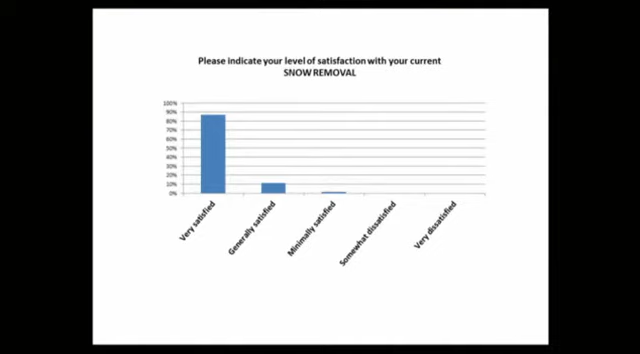 Please indicate your level of satisfaction with your current
SNOW REMOVAL
100%
90%
80%
70%
60%
50%
40%
30%
20%
10%
0%
Very satisfied
Generally satisfied
Minimally satisfied
Somewhat dissatisfied
Very dissatisfied